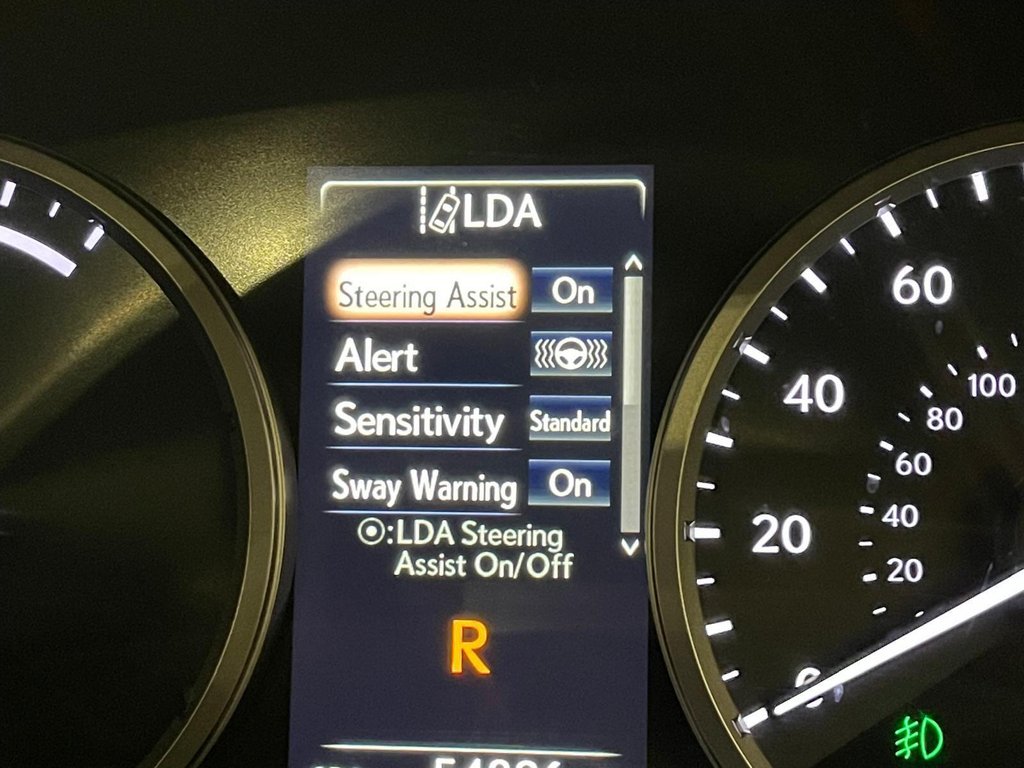 LDA
Steering Assist On
Alert
Sensitivity Standard
Sway Warning On
:LDA Steering
Assist On/Off
R
60
40
20
0
100
80
60
40
20